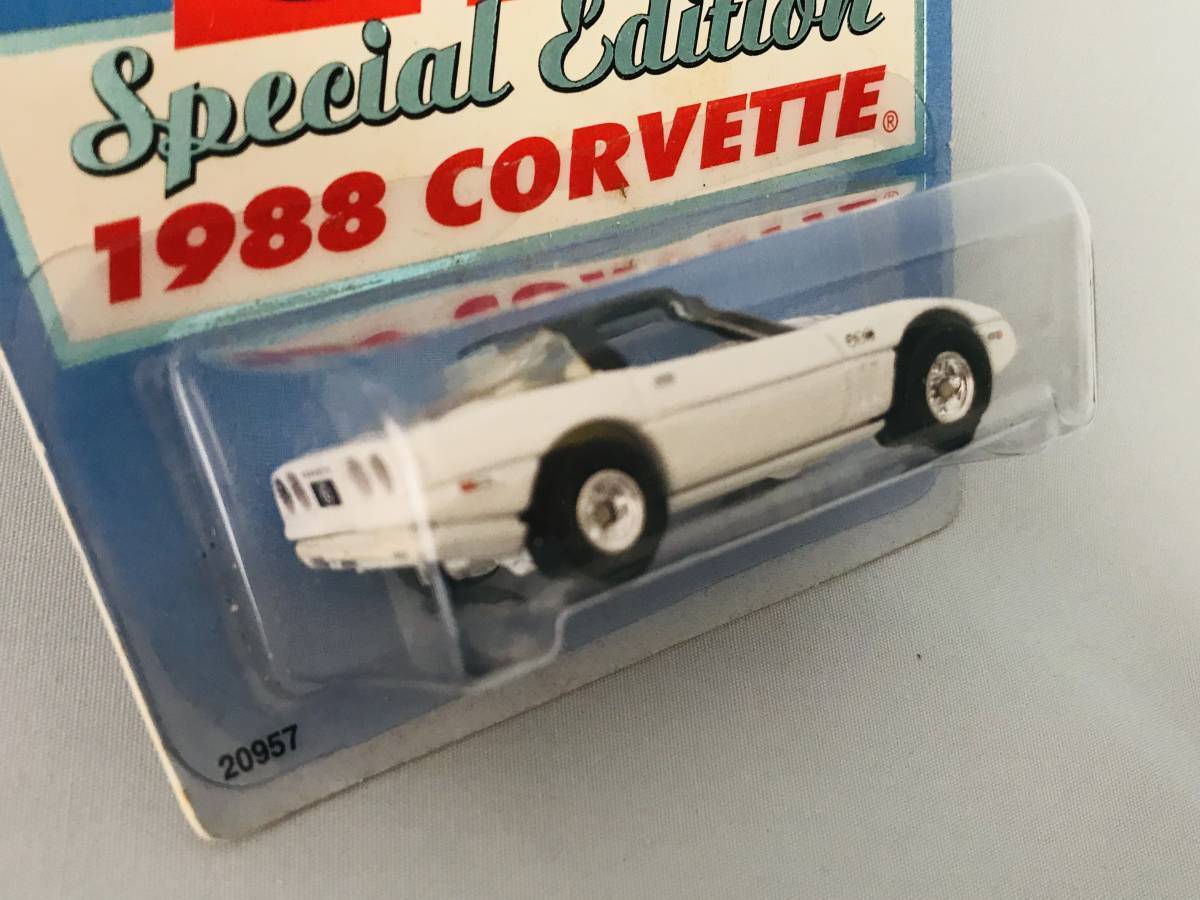 Special Edition
1988 CORVETTE®
20957